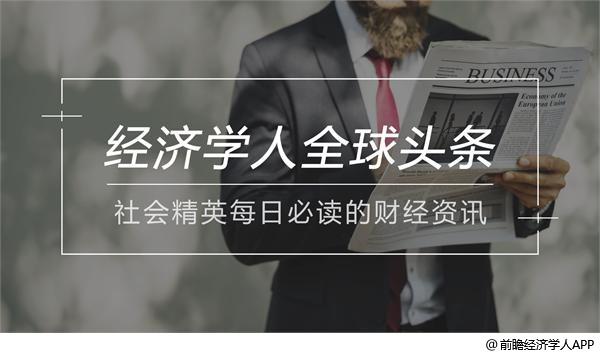 BUSINESS
Economy of the
European Union
经济学人全球头条
社会精英每日必读的财经资讯
@前瞻经济学人APP